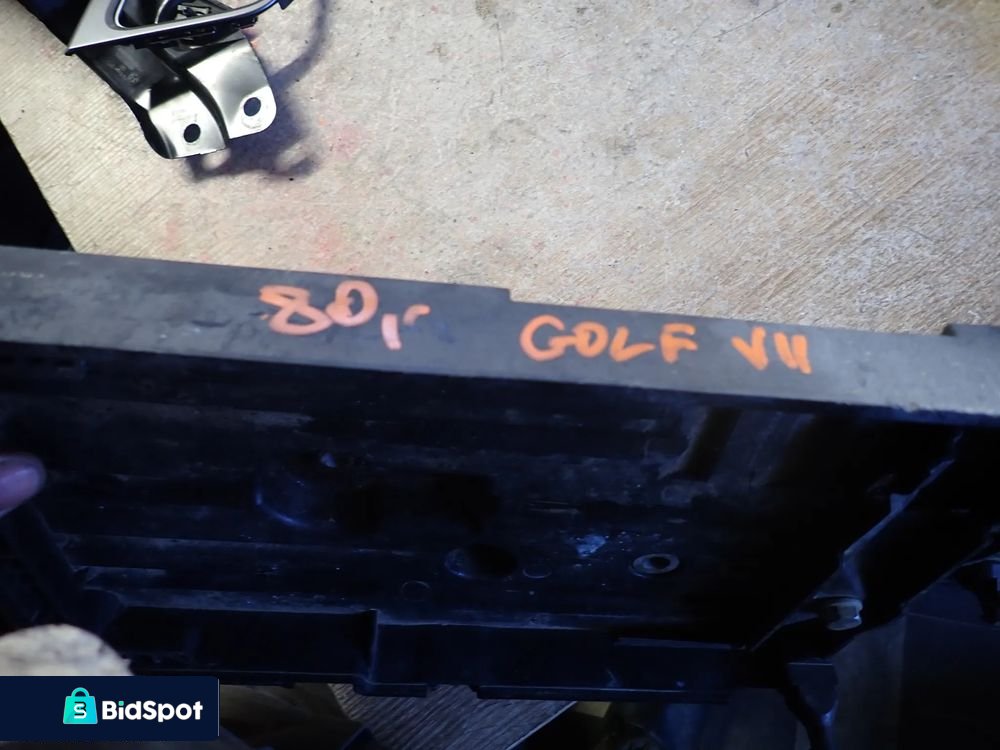 80,- GOLF VII
BidSpot